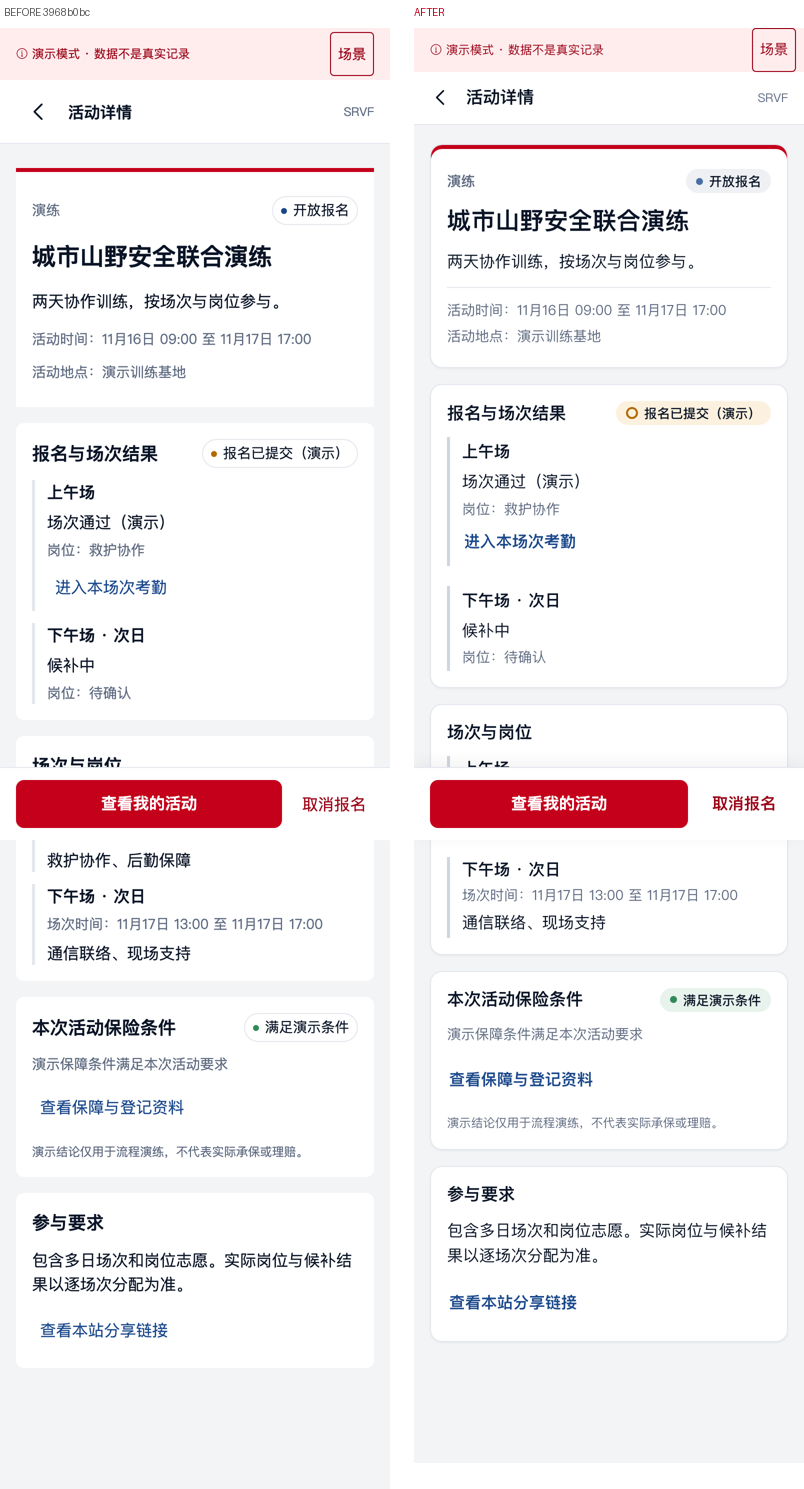 BEFORE 3968b0bc
演示模式 · 数据不是真实记录
场景
活动详情
SRVF
演练
开放报名
城市山野安全联合演练
两天协作训练，按场次与岗位参与。
活动时间：11月16日 09:00 至 11月17日 17:00
活动地点：演示训练基地
报名与场次结果
报名已提交（演示）
上午场
场次通过（演示）
岗位：救护协作
进入本场次考勤
下午场 · 次日
候补中
岗位：待确认
场次与岗位
查看我的活动
取消报名
救护协作、后勤保障
下午场 · 次日
场次时间：11月17日 13:00 至 11月17日 17:00
通信联络、现场支持
本次活动保险条件
满足演示条件
演示保障条件满足本次活动要求
查看保障与登记资料
演示结论仅用于流程演练，不代表实际承保或理赔。
参与要求
包含多日场次和岗位志愿。实际岗位与候补结
果以逐场次分配为准。
查看本站分享链接
AFTER
演示模式 · 数据不是真实记录
场景
活动详情
SRVF
演练
开放报名
城市山野安全联合演练
两天协作训练，按场次与岗位参与。
活动时间：11月16日 09:00 至 11月17日 17:00
活动地点：演示训练基地
报名与场次结果
报名已提交（演示）
上午场
场次通过（演示）
岗位：救护协作
进入本场次考勤
下午场 · 次日
候补中
岗位：待确认
场次与岗位
上午场
查看我的活动
取消报名
下午场 · 次日
场次时间：11月17日 13:00 至 11月17日 17:00
通信联络、现场支持
本次活动保险条件
满足演示条件
演示保障条件满足本次活动要求
查看保障与登记资料
演示结论仅用于流程演练，不代表实际承保或理赔。
参与要求
包含多日场次和岗位志愿。实际岗位与候补结
果以逐场次分配为准。
查看本站分享链接